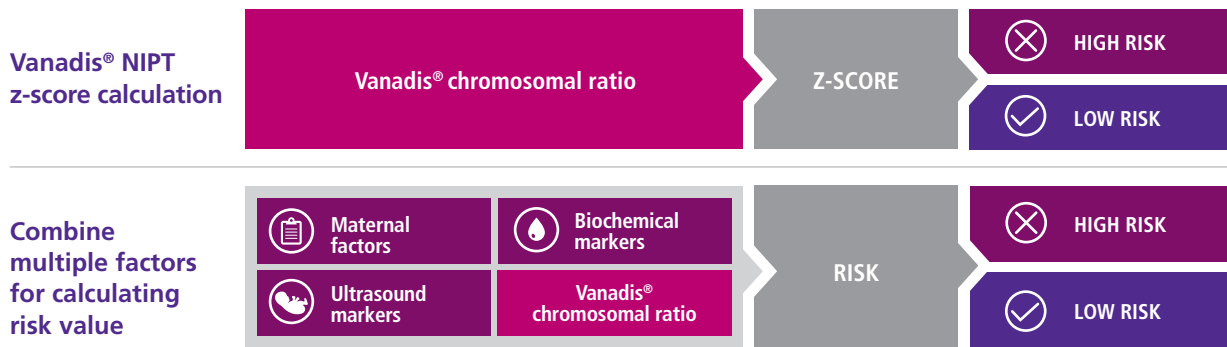 Vanadis® NIPT
z-score calculation
Vanadis® chromosomal ratio
Z-SCORE
HIGH RISK
LOW RISK
Combine
multiple factors
for calculating
risk value
Maternal
factors
Biochemical
markers
Ultrasound
markers
Vanadis®
chromosomal ratio
RISK
HIGH RISK
LOW RISK